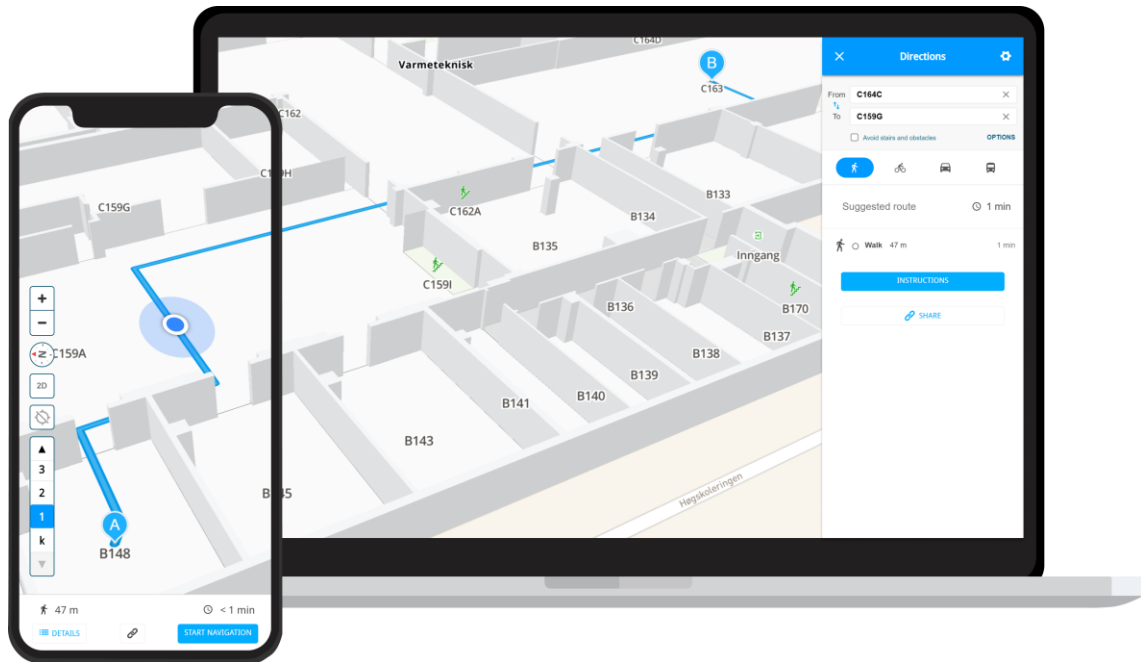 C164D
Varmeteknisk
B
C163
C162
C162A
B133
B134
B135
Inngang
C159I
B170
B136
B137
B138
B139
B140
B141
B143
Høgskoleringen
Directions
From C164C
To C159G
Avoid stairs and obstacles OPTIONS
Suggested route 1 min
Walk 47 m 1 min
INSTRUCTIONS
SHARE
C159G
+
−
N
C159A
2D
3
2
1
k
A
B148
47 m < 1 min
DETAILS START NAVIGATION